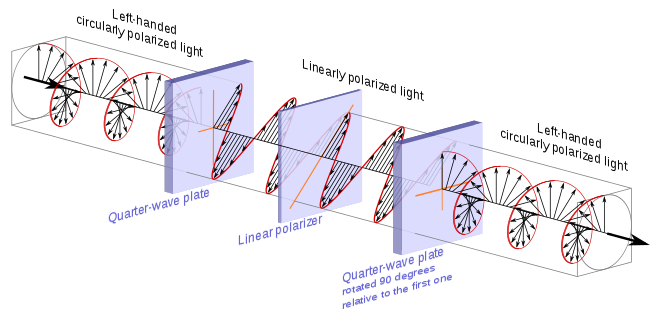 Left-handed
circularly polarized light
Linearly polarized light
Left-handed
circularly polarized light
Quarter-wave plate
Linear polarizer
Quarter-wave plate
rotated 90 degrees
relative to the first one